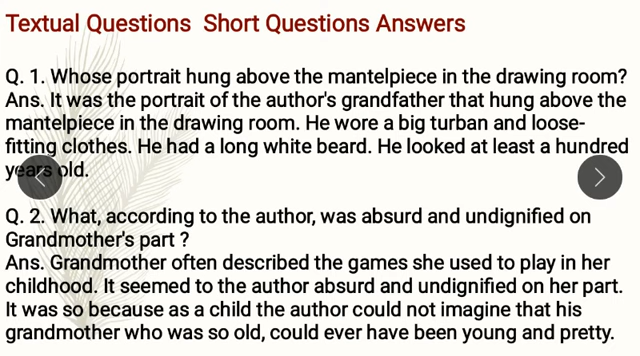 Textual Questions  Short Questions Answers
Q. 1. Whose portrait hung above the mantelpiece in the drawing room?
Ans. It was the portrait of the author's grandfather that hung above the
mantelpiece in the drawing room. He wore a big turban and loose-
fitting clothes. He had a long white beard. He looked at least a hundred
years old.
Q. 2. What, according to the author, was absurd and undignified on
Grandmother's part ?
Ans. Grandmother often described the games she used to play in her
childhood. It seemed to the author absurd and undignified on her part.
It was so because as a child the author could not imagine that his
grandmother who was so old, could ever have been young and pretty.